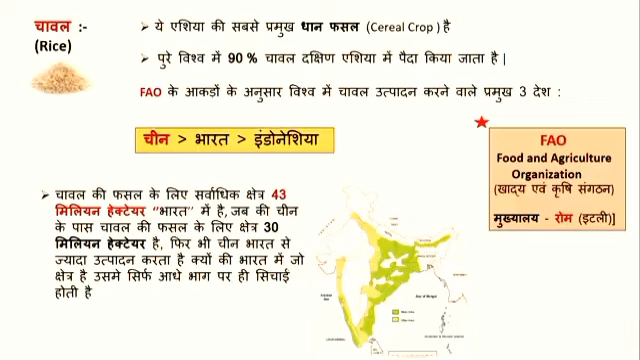 चावल :-
(Rice)
➢ ये एशिया की सबसे प्रमुख धान फसल (Cereal Crop) है
➢ पुरे विश्व में 90 % चावल दक्षिण एशिया में पैदा किया जाता है |
FAO के आकड़ों के अनुसार विश्व में चावल उत्पादन करने वाले प्रमुख 3 देश :
चीन > भारत > इंडोनेशिया
FAO
Food and Agriculture
Organization
(खाद्य एवं कृषि संगठन)
मुख्यालय - रोम (इटली)]
➢ चावल की फसल के लिए सर्वाधिक क्षेत्र 43
मिलियन हेक्टेयर "भारत" में है, जब की चीन
के पास चावल की फसल के लिए क्षेत्र 30
मिलियन हेक्टेयर है, फिर भी चीन भारत से
ज्यादा उत्पादन करता है क्यों की भारत में जो
क्षेत्र है उसमे सिर्फ आधे भाग पर ही सिचाई
होती है